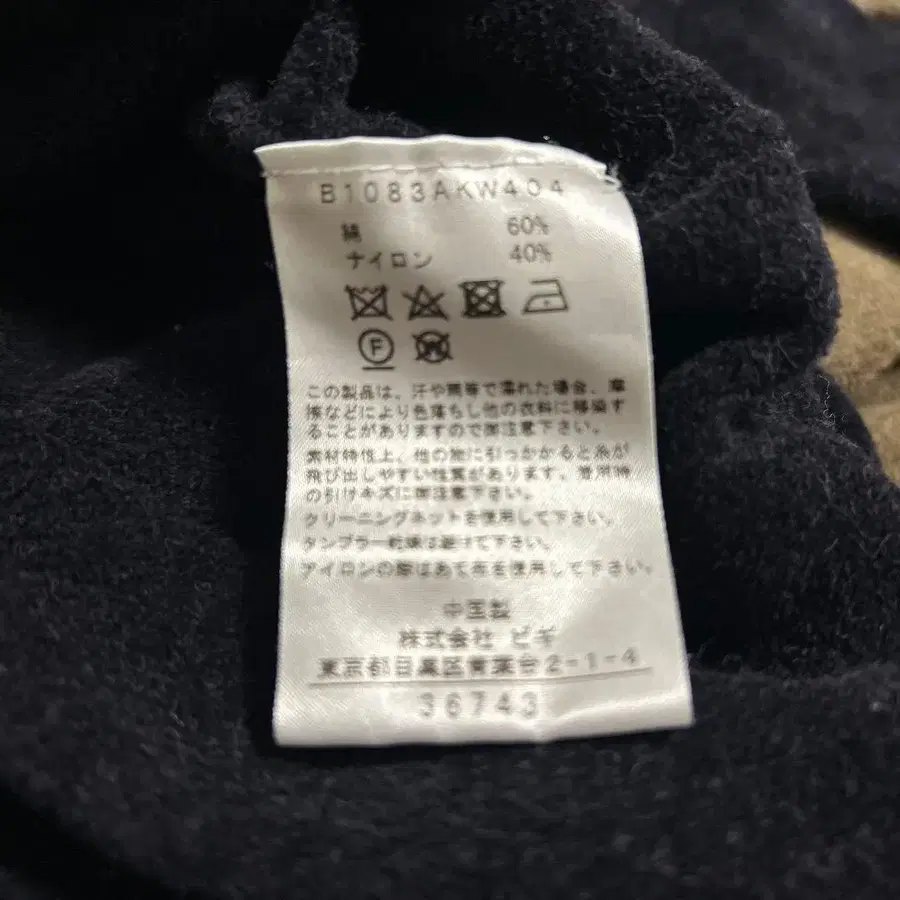 B1083AKW404
綿 60%
ナイロン 40%
F
W
この製品は、汗や雨等で濡れた場合、摩
擦などにより色落もし他の衣料に移染す
ることがありますので御注意下さい。
素材特性上、他の物に引っかかると糸が
飛び出しやすい性質があります。着用時
の引けキズに御注意下さい。
クリーニングネットを使用して下さい。
タンブラー乾燥は避けて下さい。
アイロンの際はあて布を使用して下さい。
中国製
株式会社 ビギ
東京都目黒区青葉台2-1-4
36743